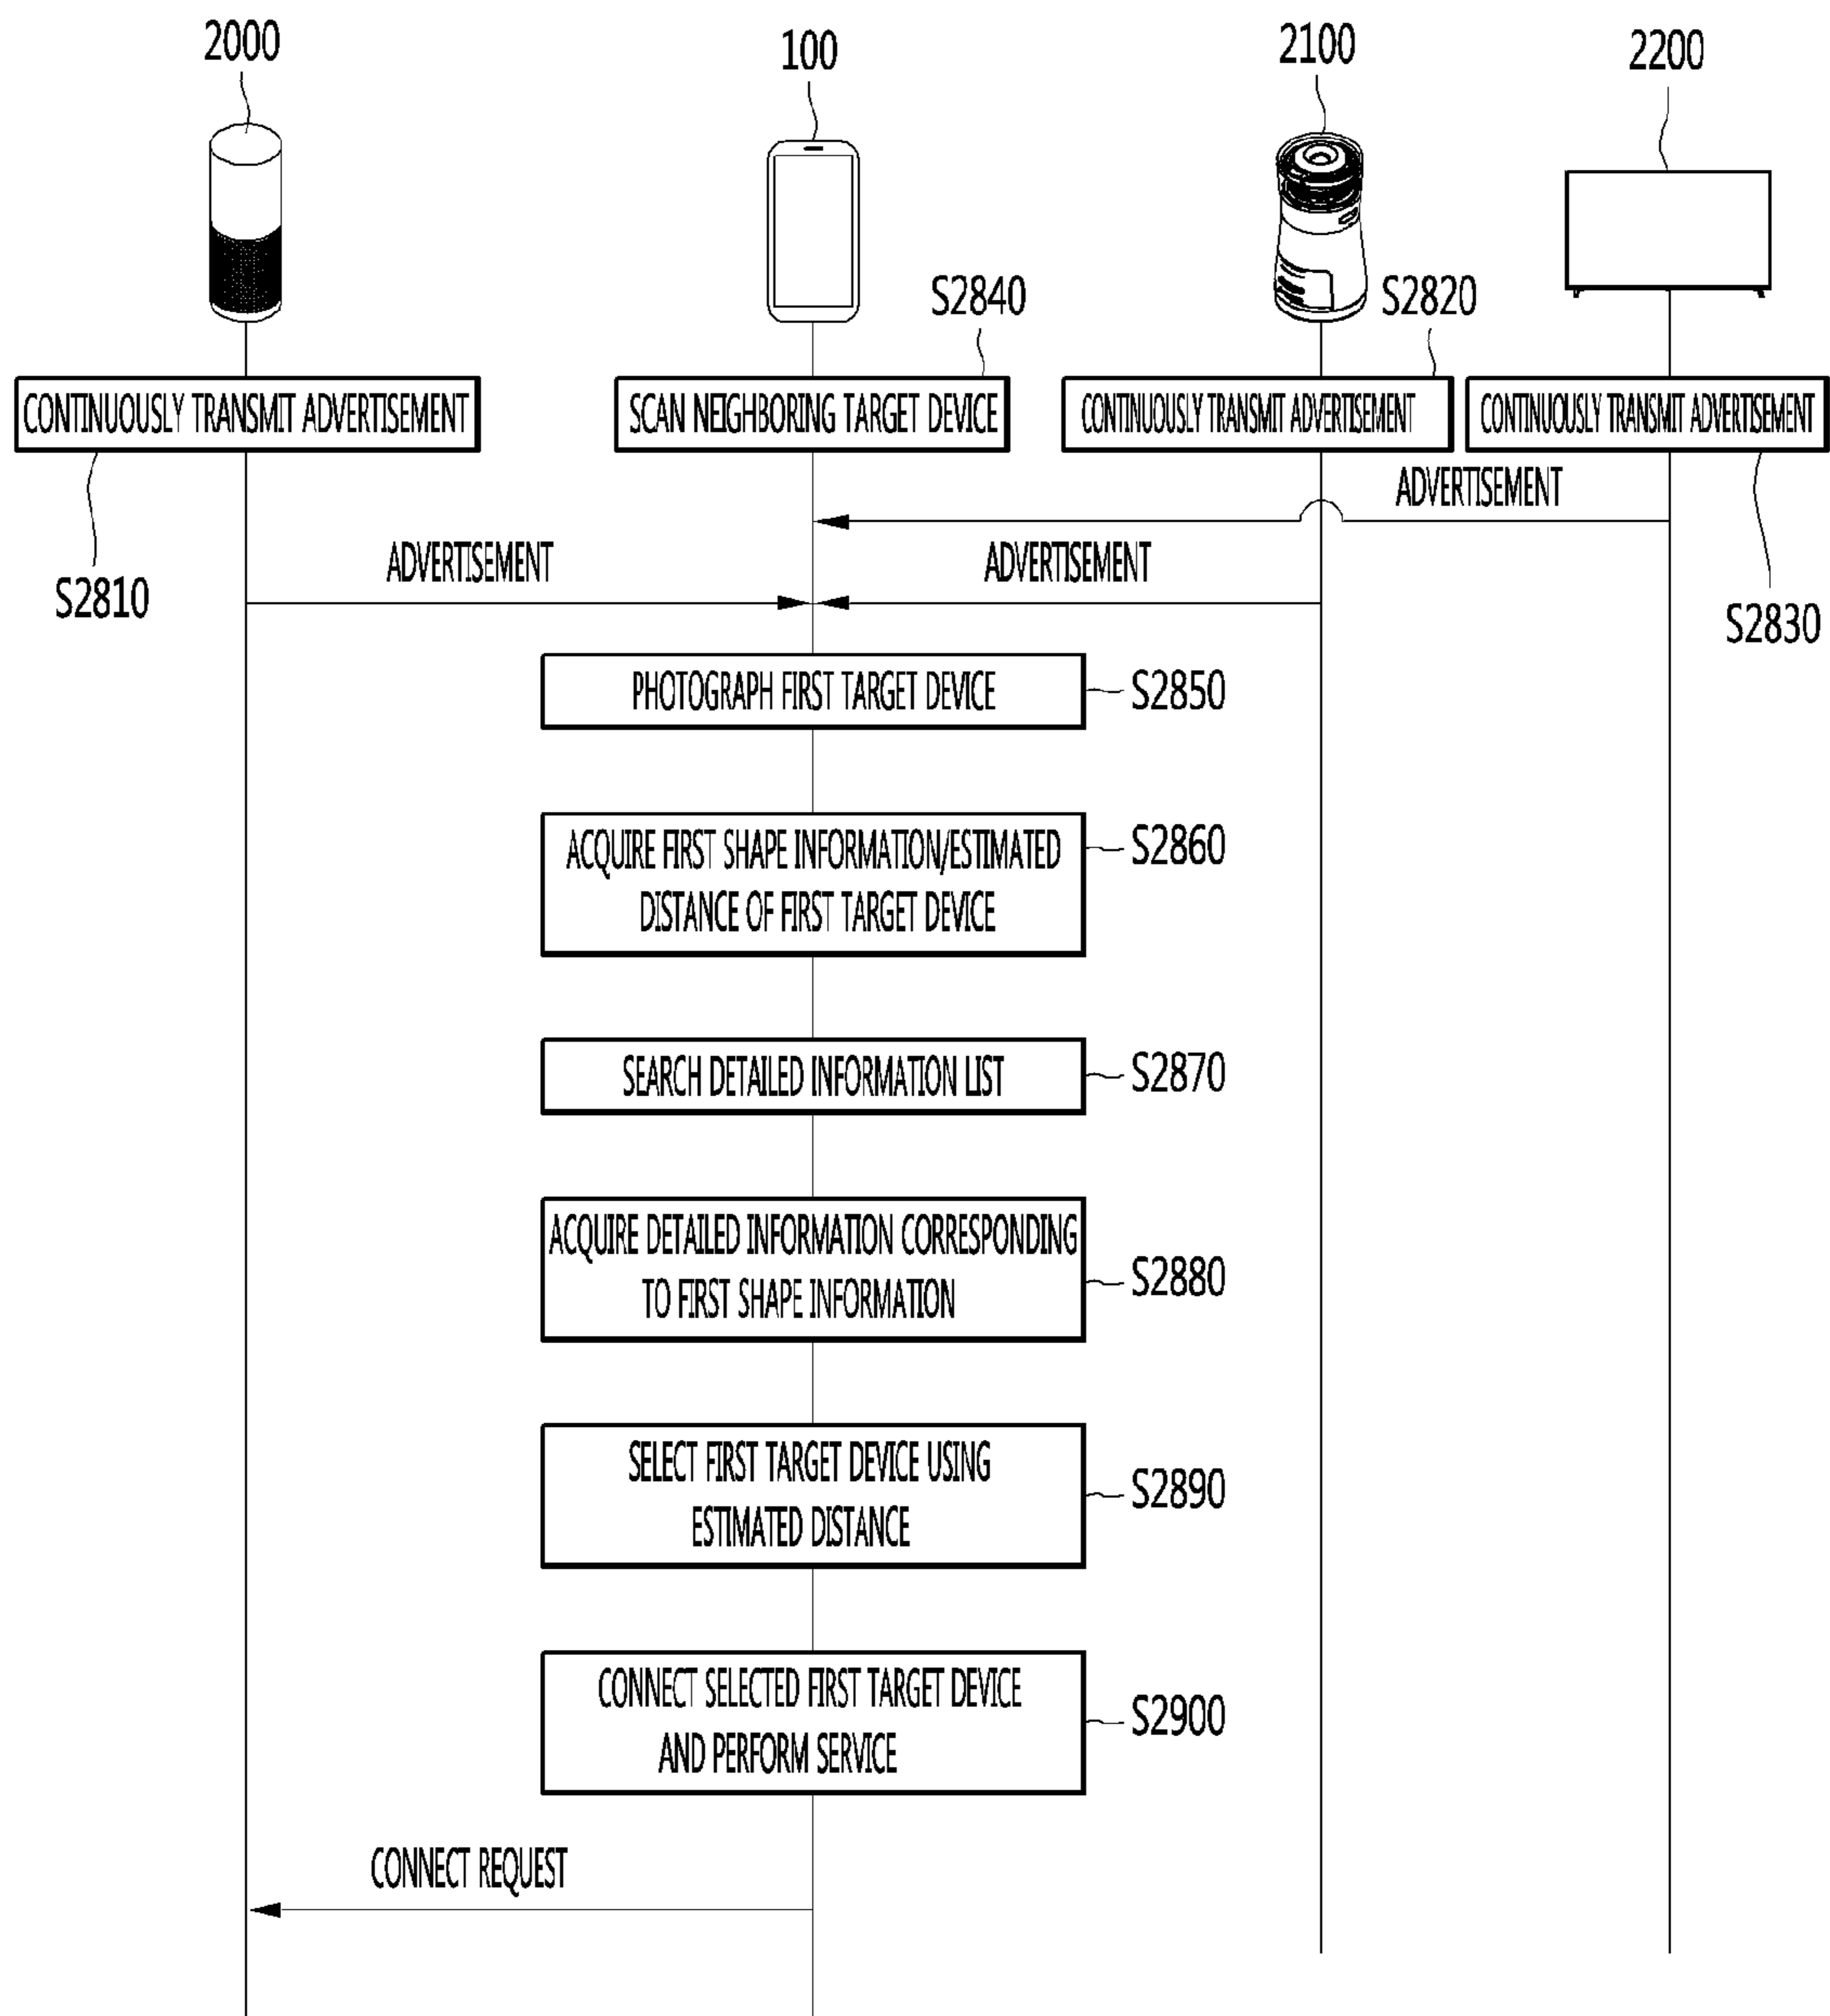 2000
100
2100
2200
S2840
S2820
CONTINUOUSLY TRANSMIT ADVERTISEMENT
SCAN NEIGHBORING TARGET DEVICE
CONTINUOUSLY TRANSMIT ADVERTISEMENT
CONTINUOUSLY TRANSMIT ADVERTISEMENT
ADVERTISEMENT
ADVERTISEMENT
ADVERTISEMENT
S2810
S2830
PHOTOGRAPH FIRST TARGET DEVICE
S2850
ACQUIRE FIRST SHAPE INFORMATION/ESTIMATED
DISTANCE OF FIRST TARGET DEVICE
S2860
SEARCH DETAILED INFORMATION LIST
S2870
ACQUIRE DETAILED INFORMATION CORRESPONDING
TO FIRST SHAPE INFORMATION
S2880
SELECT FIRST TARGET DEVICE USING
ESTIMATED DISTANCE
S2890
CONNECT SELECTED FIRST TARGET DEVICE
AND PERFORM SERVICE
S2900
CONNECT REQUEST